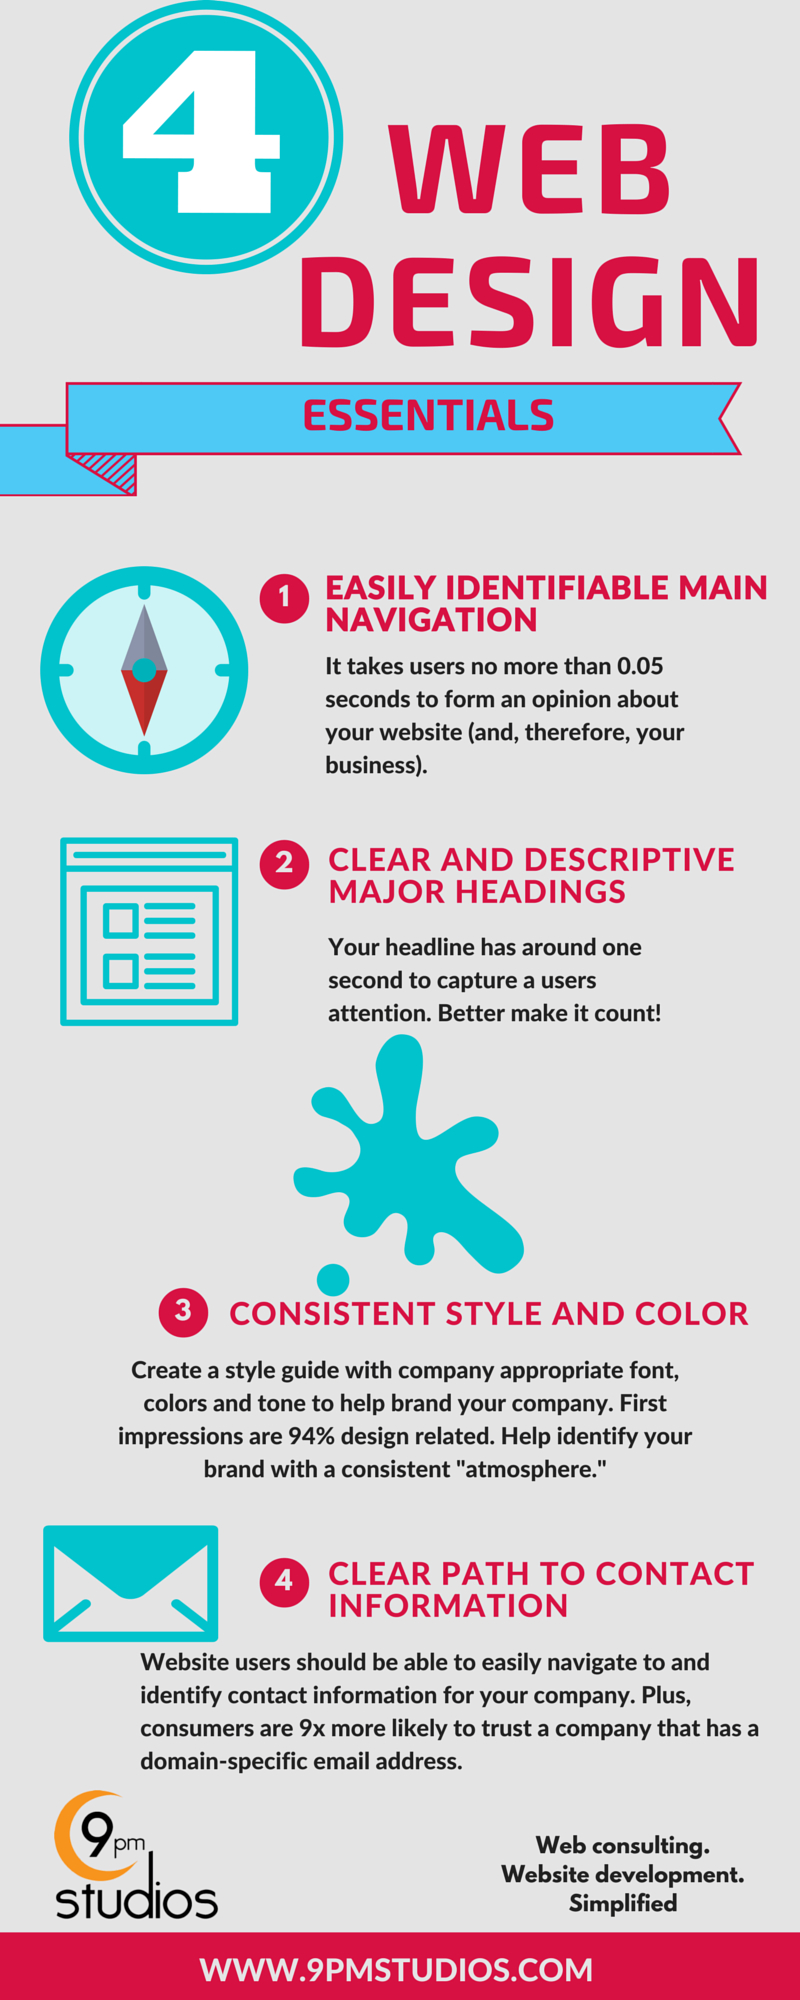 4
WEB
DESIGN
ESSENTIALS
1
EASILY IDENTIFIABLE MAIN
NAVIGATION
It takes users no more than 0.05
seconds to form an opinion about
your website (and, therefore, your
business).
2
CLEAR AND DESCRIPTIVE
MAJOR HEADINGS
Your headline has around one
second to capture a users
attention. Better make it count!
3
CONSISTENT STYLE AND COLOR
Create a style guide with company appropriate font,
colors and tone to help brand your company. First
impressions are 94% design related. Help identify your
brand with a consistent "atmosphere."
4
CLEAR PATH TO CONTACT
INFORMATION
Website users should be able to easily navigate to and
identify contact information for your company. Plus,
consumers are 9x more likely to trust a company that has a
domain-specific email address.
9pm
studios
Web consulting.
Website development.
Simplified
WWW.9PMSTUDIOS.COM